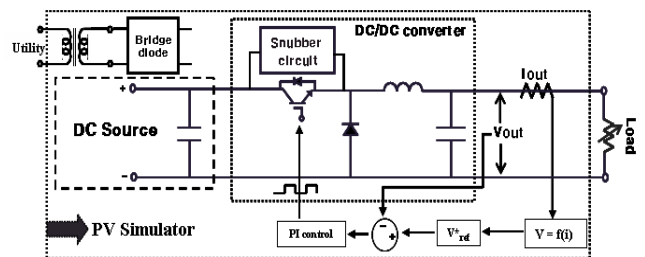 DC/DC converter
Utility
Bridge
diode
Snubber
circuit
Iout
+
DC Source
Vout
Load
-
PV Simulator
PI control
- +
V*ref
V = f(i)